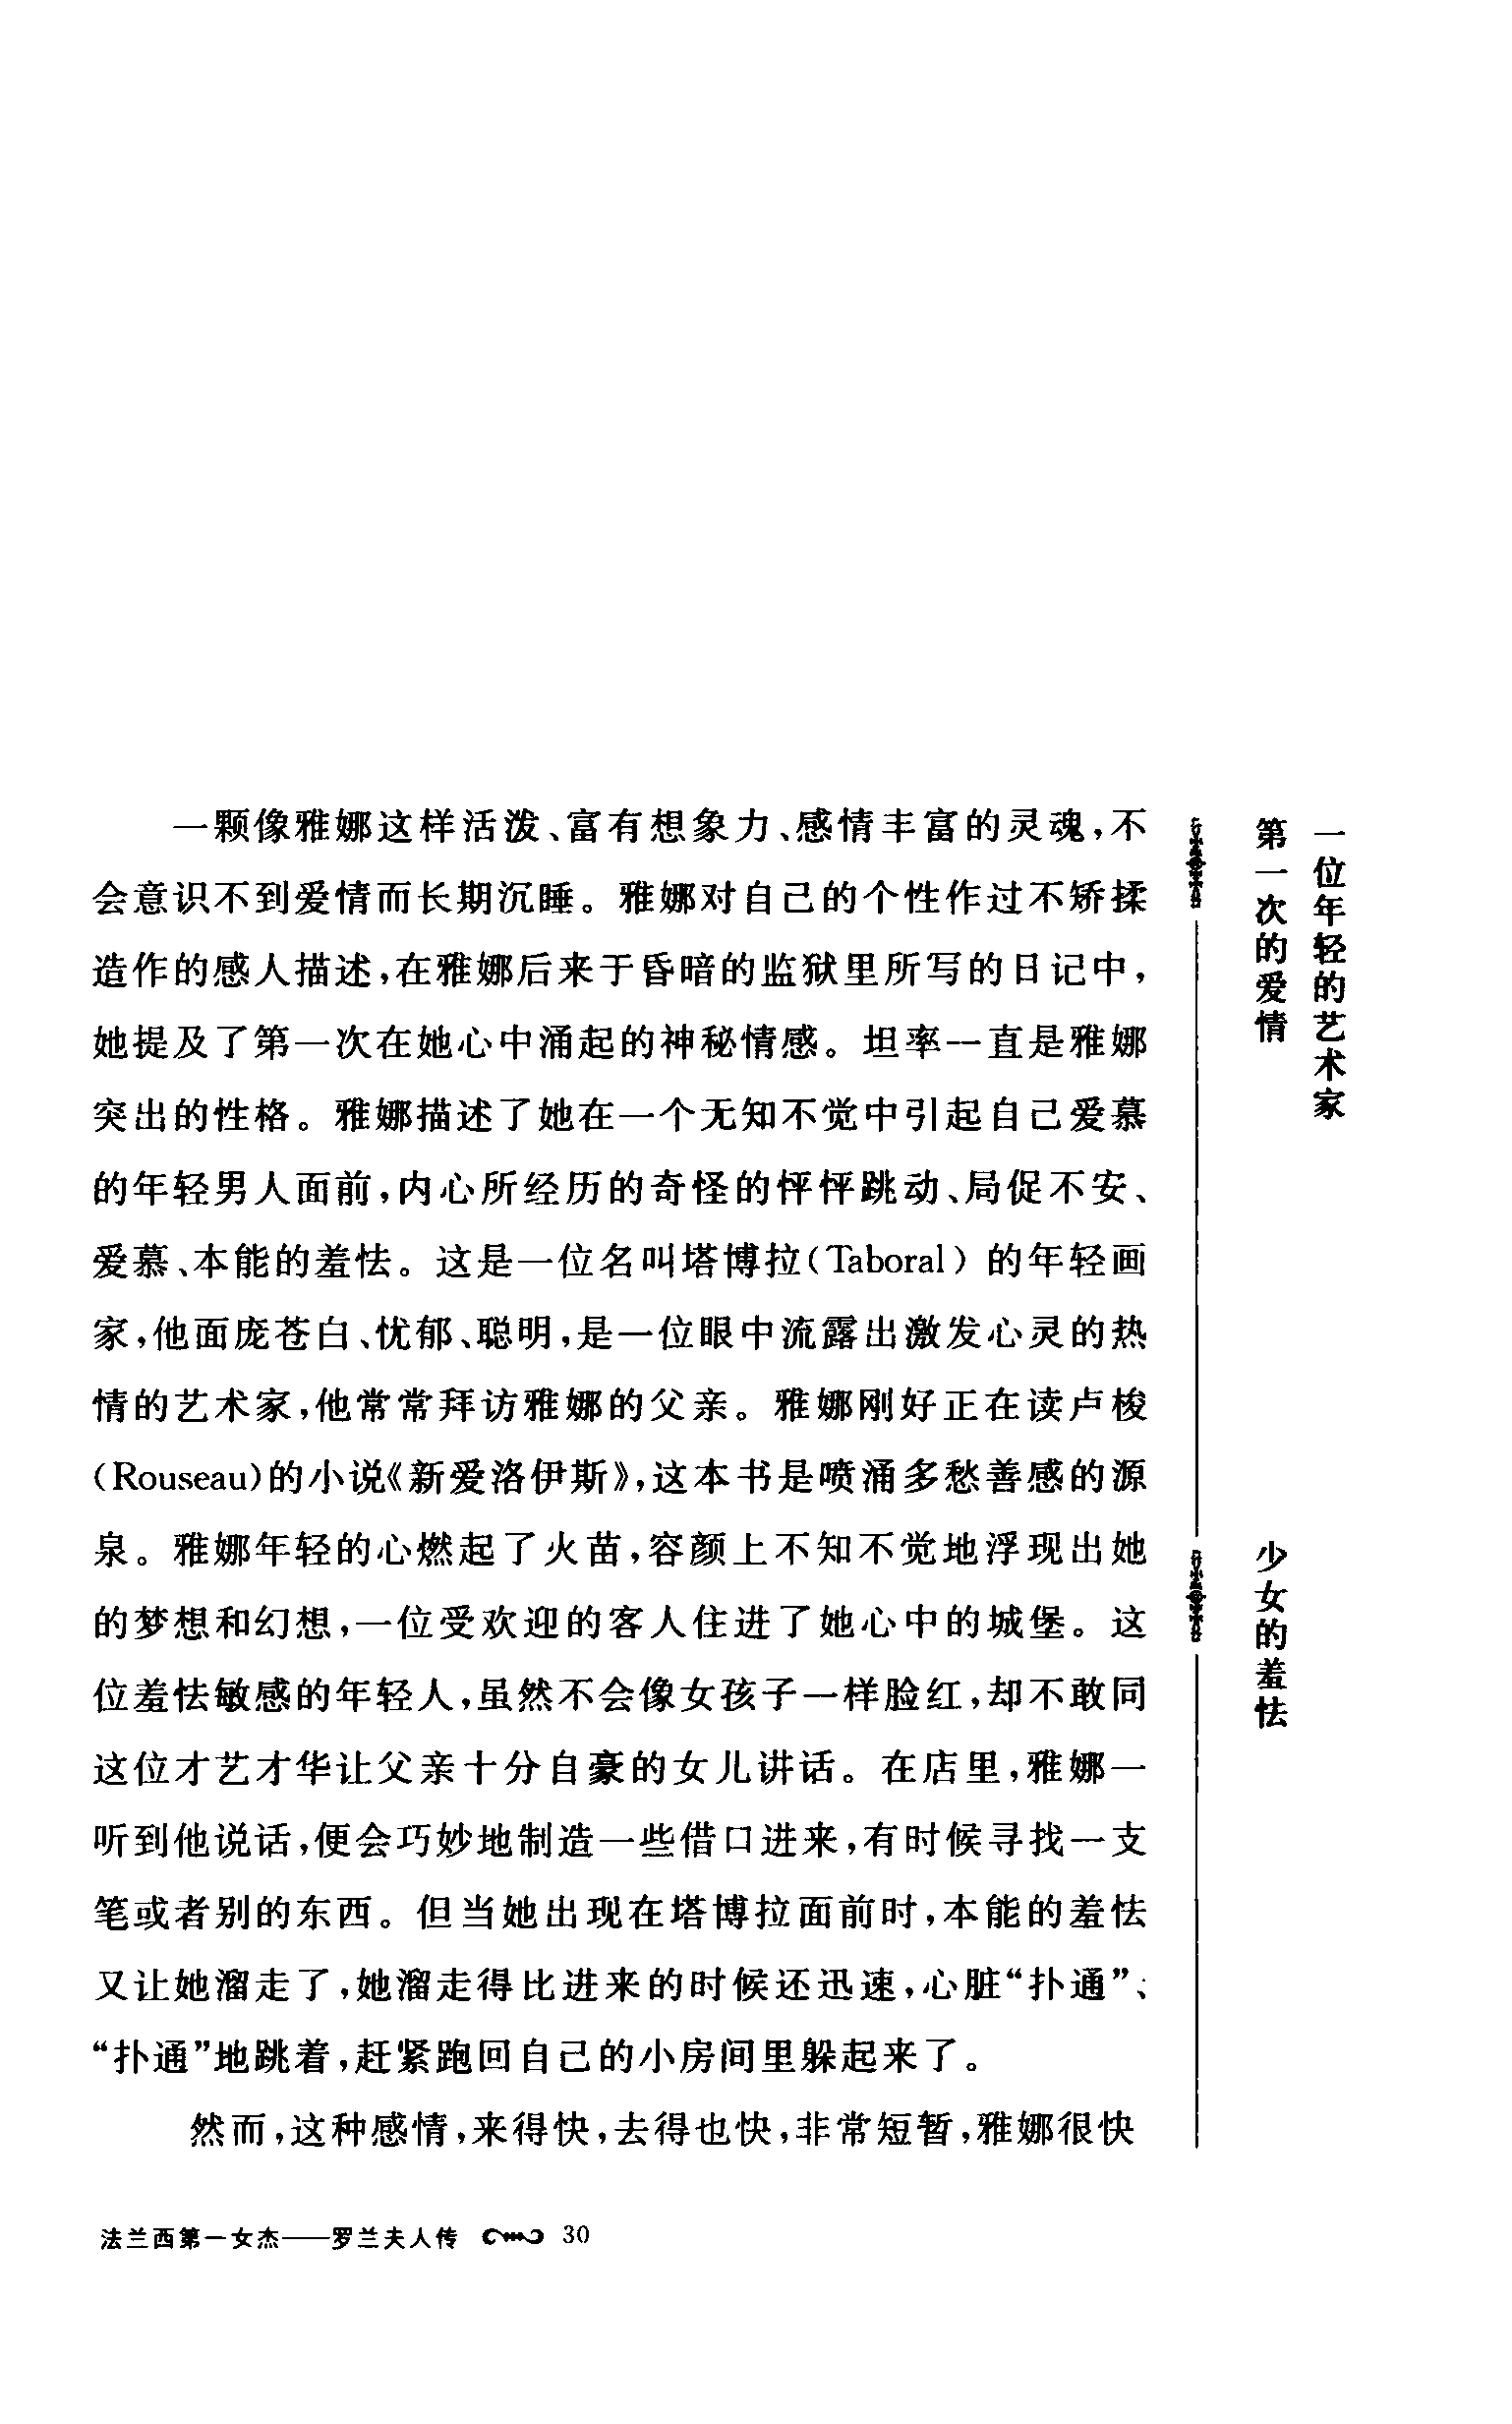 一颗像雅娜这样活泼、富有想象力、感情丰富的灵魂，不
会意识不到爱情而长期沉睡。雅娜对自己的个性作过不矫揉
造作的感人描述，在雅娜后来于昏暗的监狱里所写的日记中，
她提及了第一次在她心中涌起的神秘情感。坦率一直是雅娜
突出的性格。雅娜描述了她在一个无知不觉中引起自己爱慕
的年轻男人面前，内心所经历的奇怪的怦怦跳动、局促不安、
爱慕、本能的羞怯。这是一位名叫塔博拉（Taboral）的年轻画
家，他面庞苍白、忧郁、聪明，是一位眼中流露出激发心灵的热
情的艺术家，他常常拜访雅娜的父亲。雅娜刚好正在读卢梭
（Rouseau)的小说《新爱洛伊斯》，这本书是喷涌多愁善感的源
泉。雅娜年轻的心燃起了火苗，容颜上不知不觉地浮现出她
的梦想和幻想，一位受欢迎的客人住进了她心中的城堡。这
位羞怯敏感的年轻人，虽然不会像女孩子一样脸红，却不敢同
这位才艺才华让父亲十分自豪的女儿讲话。在店里，雅娜一
听到他说话，便会巧妙地制造一些借口进来，有时候寻找一支
笔或者别的东西。但当她出现在塔博拉面前时，本能的羞怯
又让她溜走了，她溜走得比进来的时候还迅速，心脏“扑通”、
“扑通”地跳着，赶紧跑回自己的小房间里躲起来了。
然而，这种感情，来得快，去得也快，非常短暂，雅娜很快
一位年轻的艺术家
第一次的爱情
少女的羞怯
法兰西第一女杰——罗兰夫人传 30